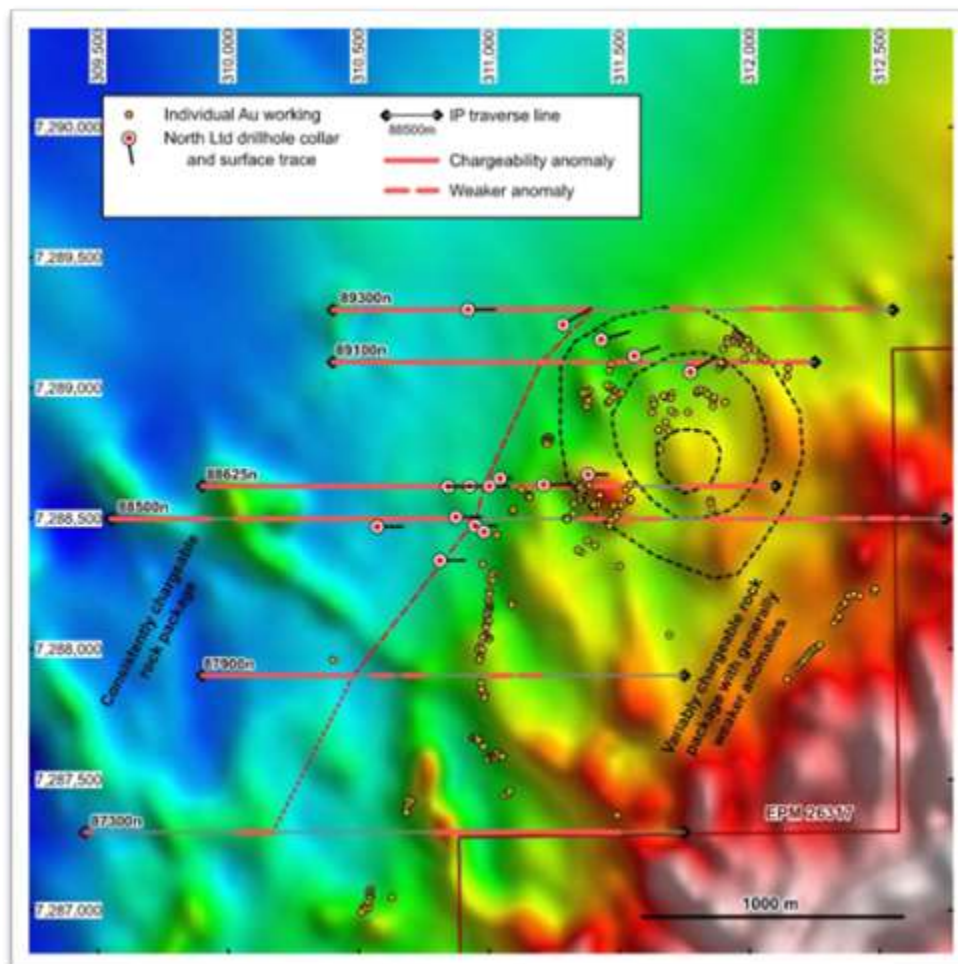 309,500
310,000
310,500
311,000
311,500
312,000
312,500
Individual Au working
North Ltd drillhole collar
and surface trace
IP traverse line
88500m
Chargeability anomaly
Weaker anomaly
7,290,000
7,289,500
89300n
89100n
7,289,000
88625n
88500n
7,288,500
Consistently chargeable
rock package
Variably chargeable rock
package with generally
weaker anomalies
7,288,000
87900n
7,287,500
87300n
EPM 26317
7,287,000
1000 m